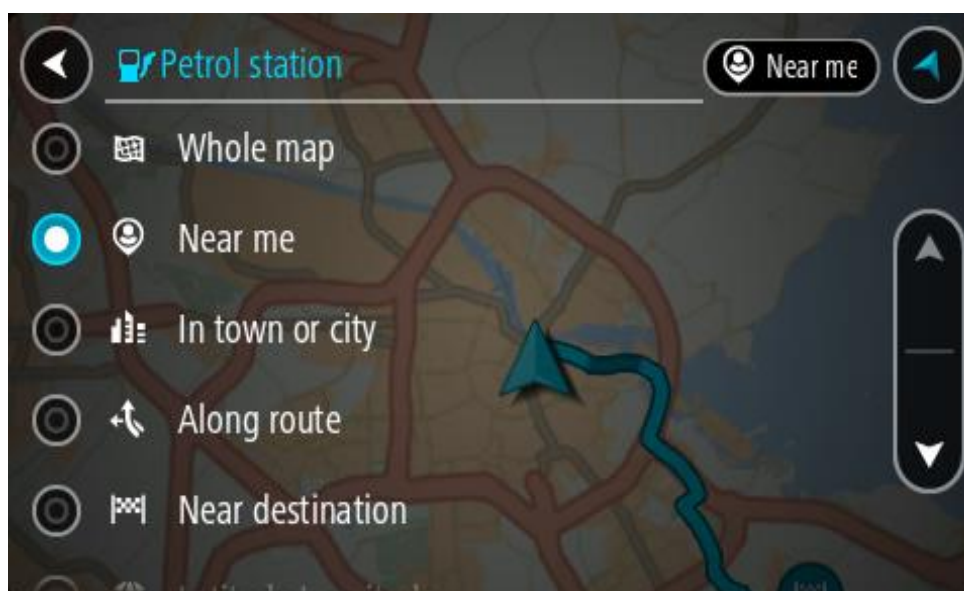 Petrol station
Near me
Whole map
Near me
In town or city
Along route
Near destination